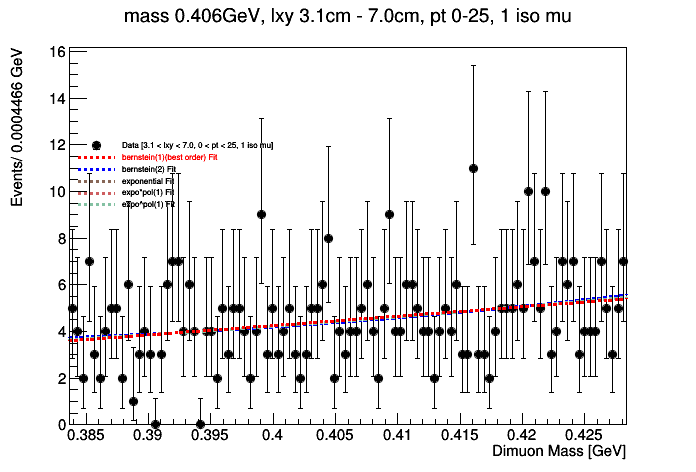 mass 0.406GeV, lxy 3.1cm - 7.0cm, pt 0-25, 1 iso mu
Events/ 0.0004466 GeV
16
14
12
10
8
6
4
2
0
Data [3.1 < lxy < 7.0, 0 < pt < 25, 1 iso mu]
bernstein(1)(best order) Fit
bernstein(2) Fit
exponential Fit
expo*pol(1) Fit
expo^pol(1) Fit
0.385 0.39 0.395 0.4 0.405 0.41 0.415 0.42 0.425
Dimuon Mass [GeV]